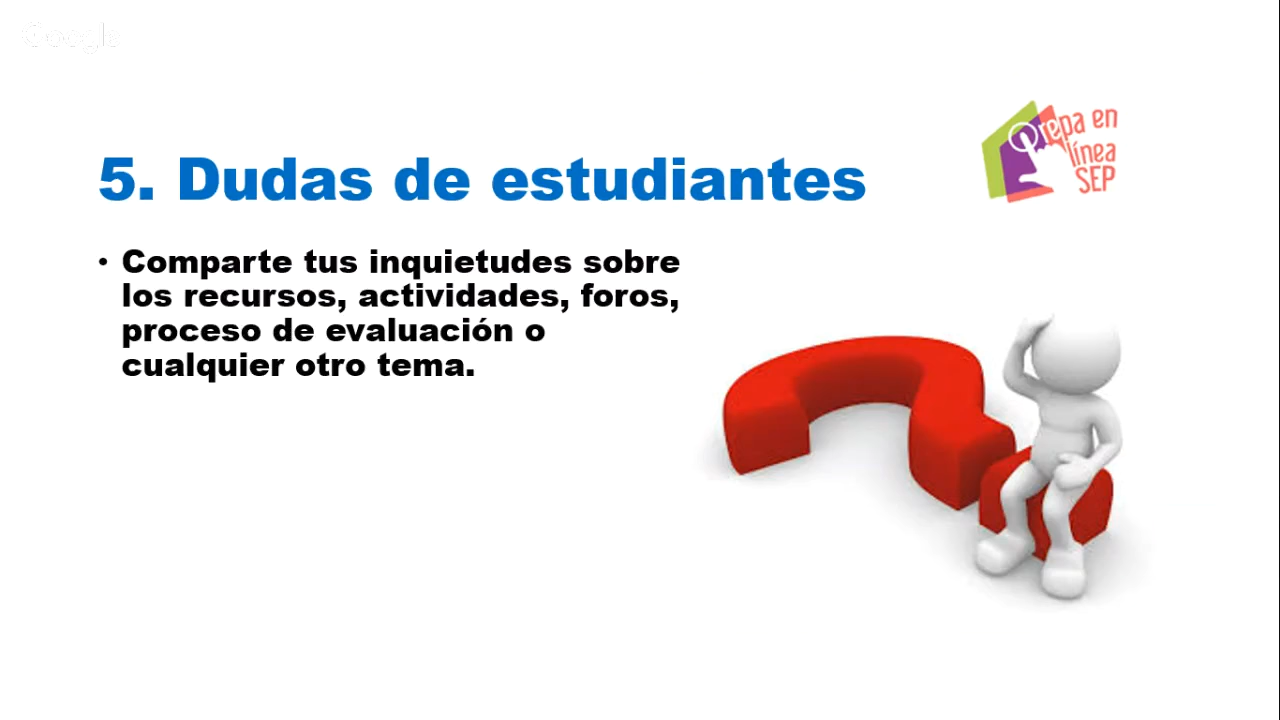 Google
5. Dudas de estudiantes
Prepa en
línea
SEP
• Comparte tus inquietudes sobre
los recursos, actividades, foros,
proceso de evaluación o
cualquier otro tema.